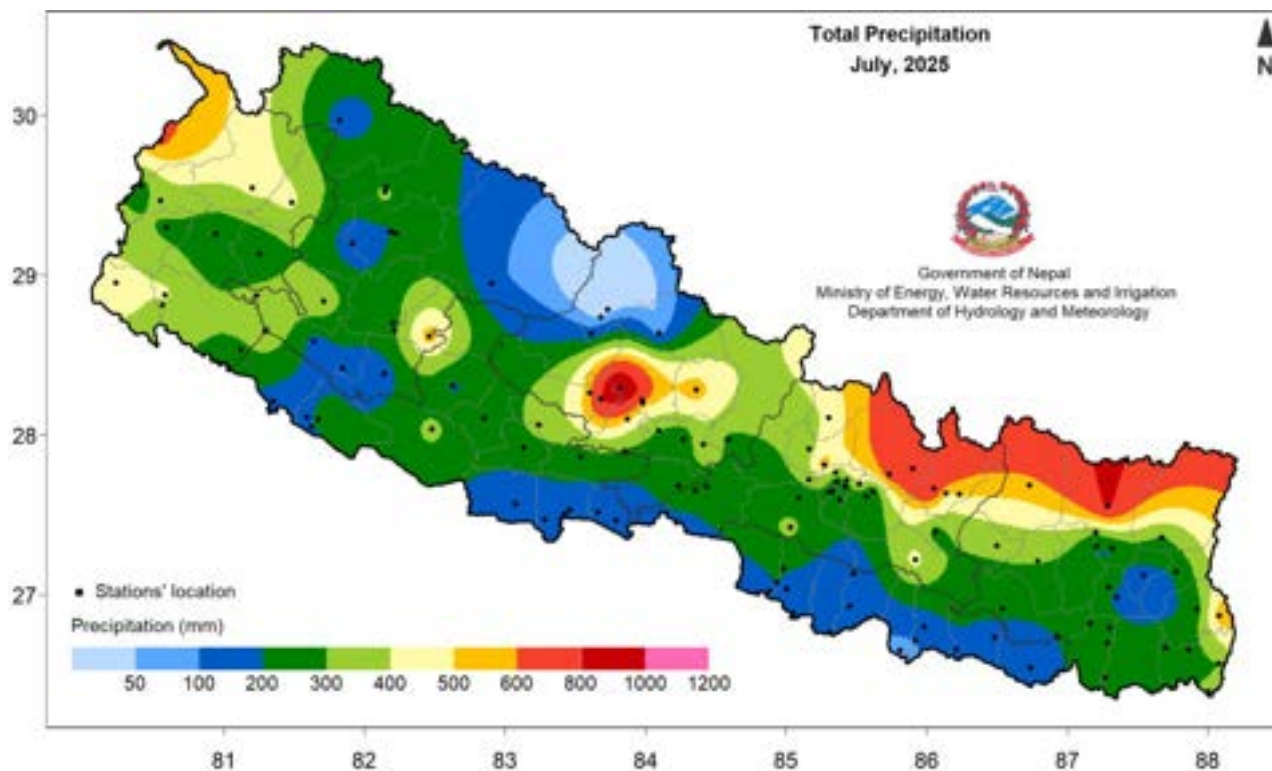 Total Precipitation
July, 2025
N
Government of Nepal
Ministry of Energy, Water Resources and Irrigation
Department of Hydrology and Meteorology
30
29
28
27
Stations' location
Precipitation (mm)
50 100 200 300 400 500 600 800 1000 1200
81 82 83 84 85 86 87 88